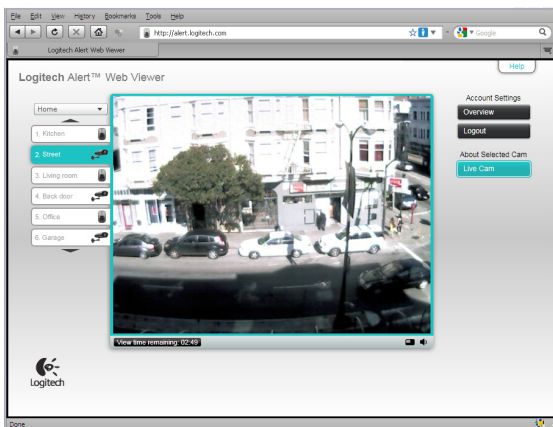 File Edit View History Bookmarks Tools Help
http://alert.logitech.com
Google
Logitech Alert Web Viewer
Help
Logitech Alert™ Web Viewer
Account Settings
Home
Overview
1. Kitchen
Logout
2. Street
About Selected Cam
3. Living room
Live Cam
4. Back door
5. Office
6. Garage
View time remaining: 02:49
Logitech
Done